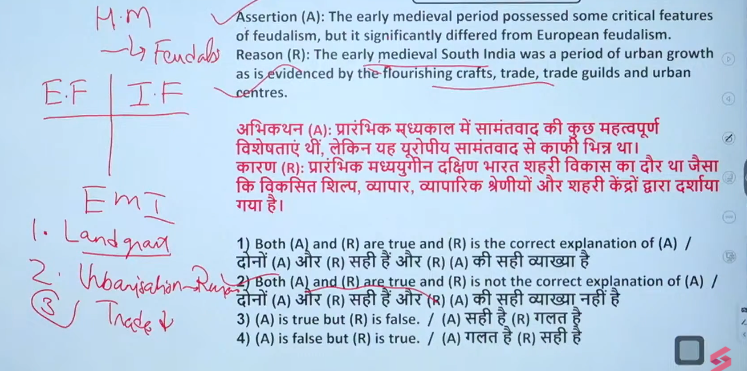 H.M
↳ Feudals
E.F | I.F
EMI
1. Land grant
2. Urbanisation
3 Trade ↓
Assertion (A): The early medieval period possessed some critical features
of feudalism, but it significantly differed from European feudalism.
Reason (R): The early medieval South India was a period of urban growth
as is evidenced by the flourishing crafts, trade, trade guilds and urban
centres.
अभिकथन (A): प्रारंभिक मध्यकाल में सामंतवाद की कुछ महत्वपूर्ण
विशेषताएं थीं, लेकिन यह यूरोपीय सामंतवाद से काफी भिन्न था।
कारण (R): प्रारंभिक मध्ययुगीन दक्षिण भारत शहरी विकास का दौर था जैसा
कि विकसित शिल्प, व्यापार, व्यापारिक श्रेणीयों और शहरी केंद्रों द्वारा दर्शाया
गया है।
1) Both (A) and (R) are true and (R) is the correct explanation of (A) /
दोनों (A) और (R) सही हैं और (R) (A) की सही व्याख्या है
2) Both (A) and (R) are true and (R) is not the correct explanation of (A) /
दोनों (A) और (R) सही हैं और (R) (A) की सही व्याख्या नहीं है
3) (A) is true but (R) is false. / (A) सही है (R) गलत है
4) (A) is false but (R) is true. / (A) गलत है (R) सही है